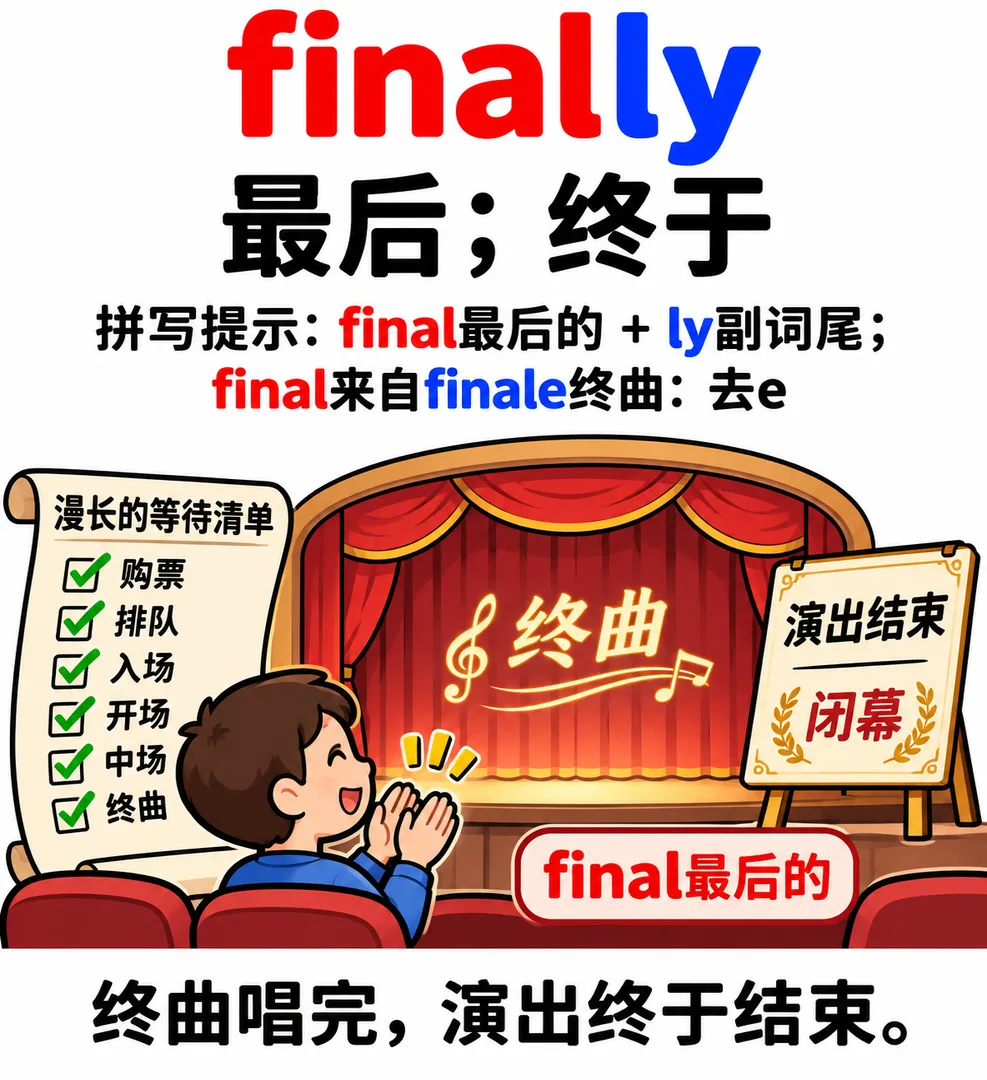 finally
最后；终于
拼写提示：final最后的 + ly副词尾；
final来自finale终曲：去e
漫长的等待清单
购票
排队
入场
开场
中场
终曲
终曲
演出结束
闭幕
final最后的
终曲唱完，演出终于结束。